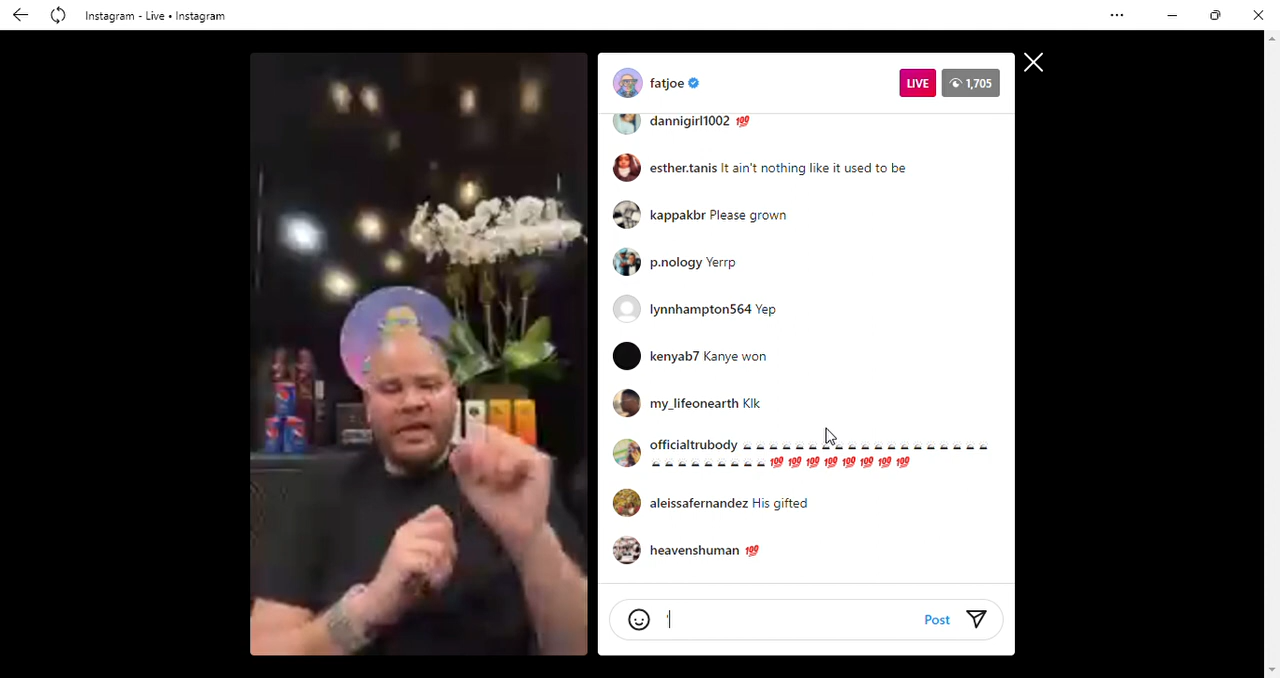 Instagram - Live • Instagram
fatjoe
LIVE
1,705
dannigirl1002 💯
esther.tanis It ain't nothing like it used to be
kappakbr Please grown
p.nology Yerrp
lynnhampton564 Yep
kenyab7 Kanye won
my_lifeonearth Klk
officialtrubody
💯💯💯💯💯💯💯💯
aleissafernandez His gifted
heavenshuman 💯
'
Post